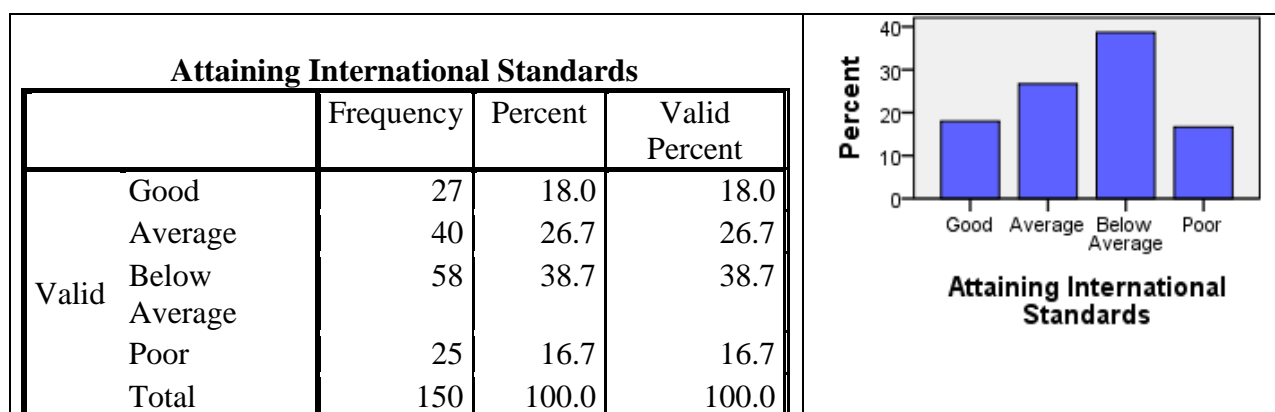 Attaining International Standards
Frequency Percent Valid Percent
Valid
Good 27 18.0 18.0
Average 40 26.7 26.7
Below Average 58 38.7 38.7
Poor 25 16.7 16.7
Total 150 100.0 100.0
Percent
40
30
20
10
0
Good Average Below Average Poor
Attaining International
Standards